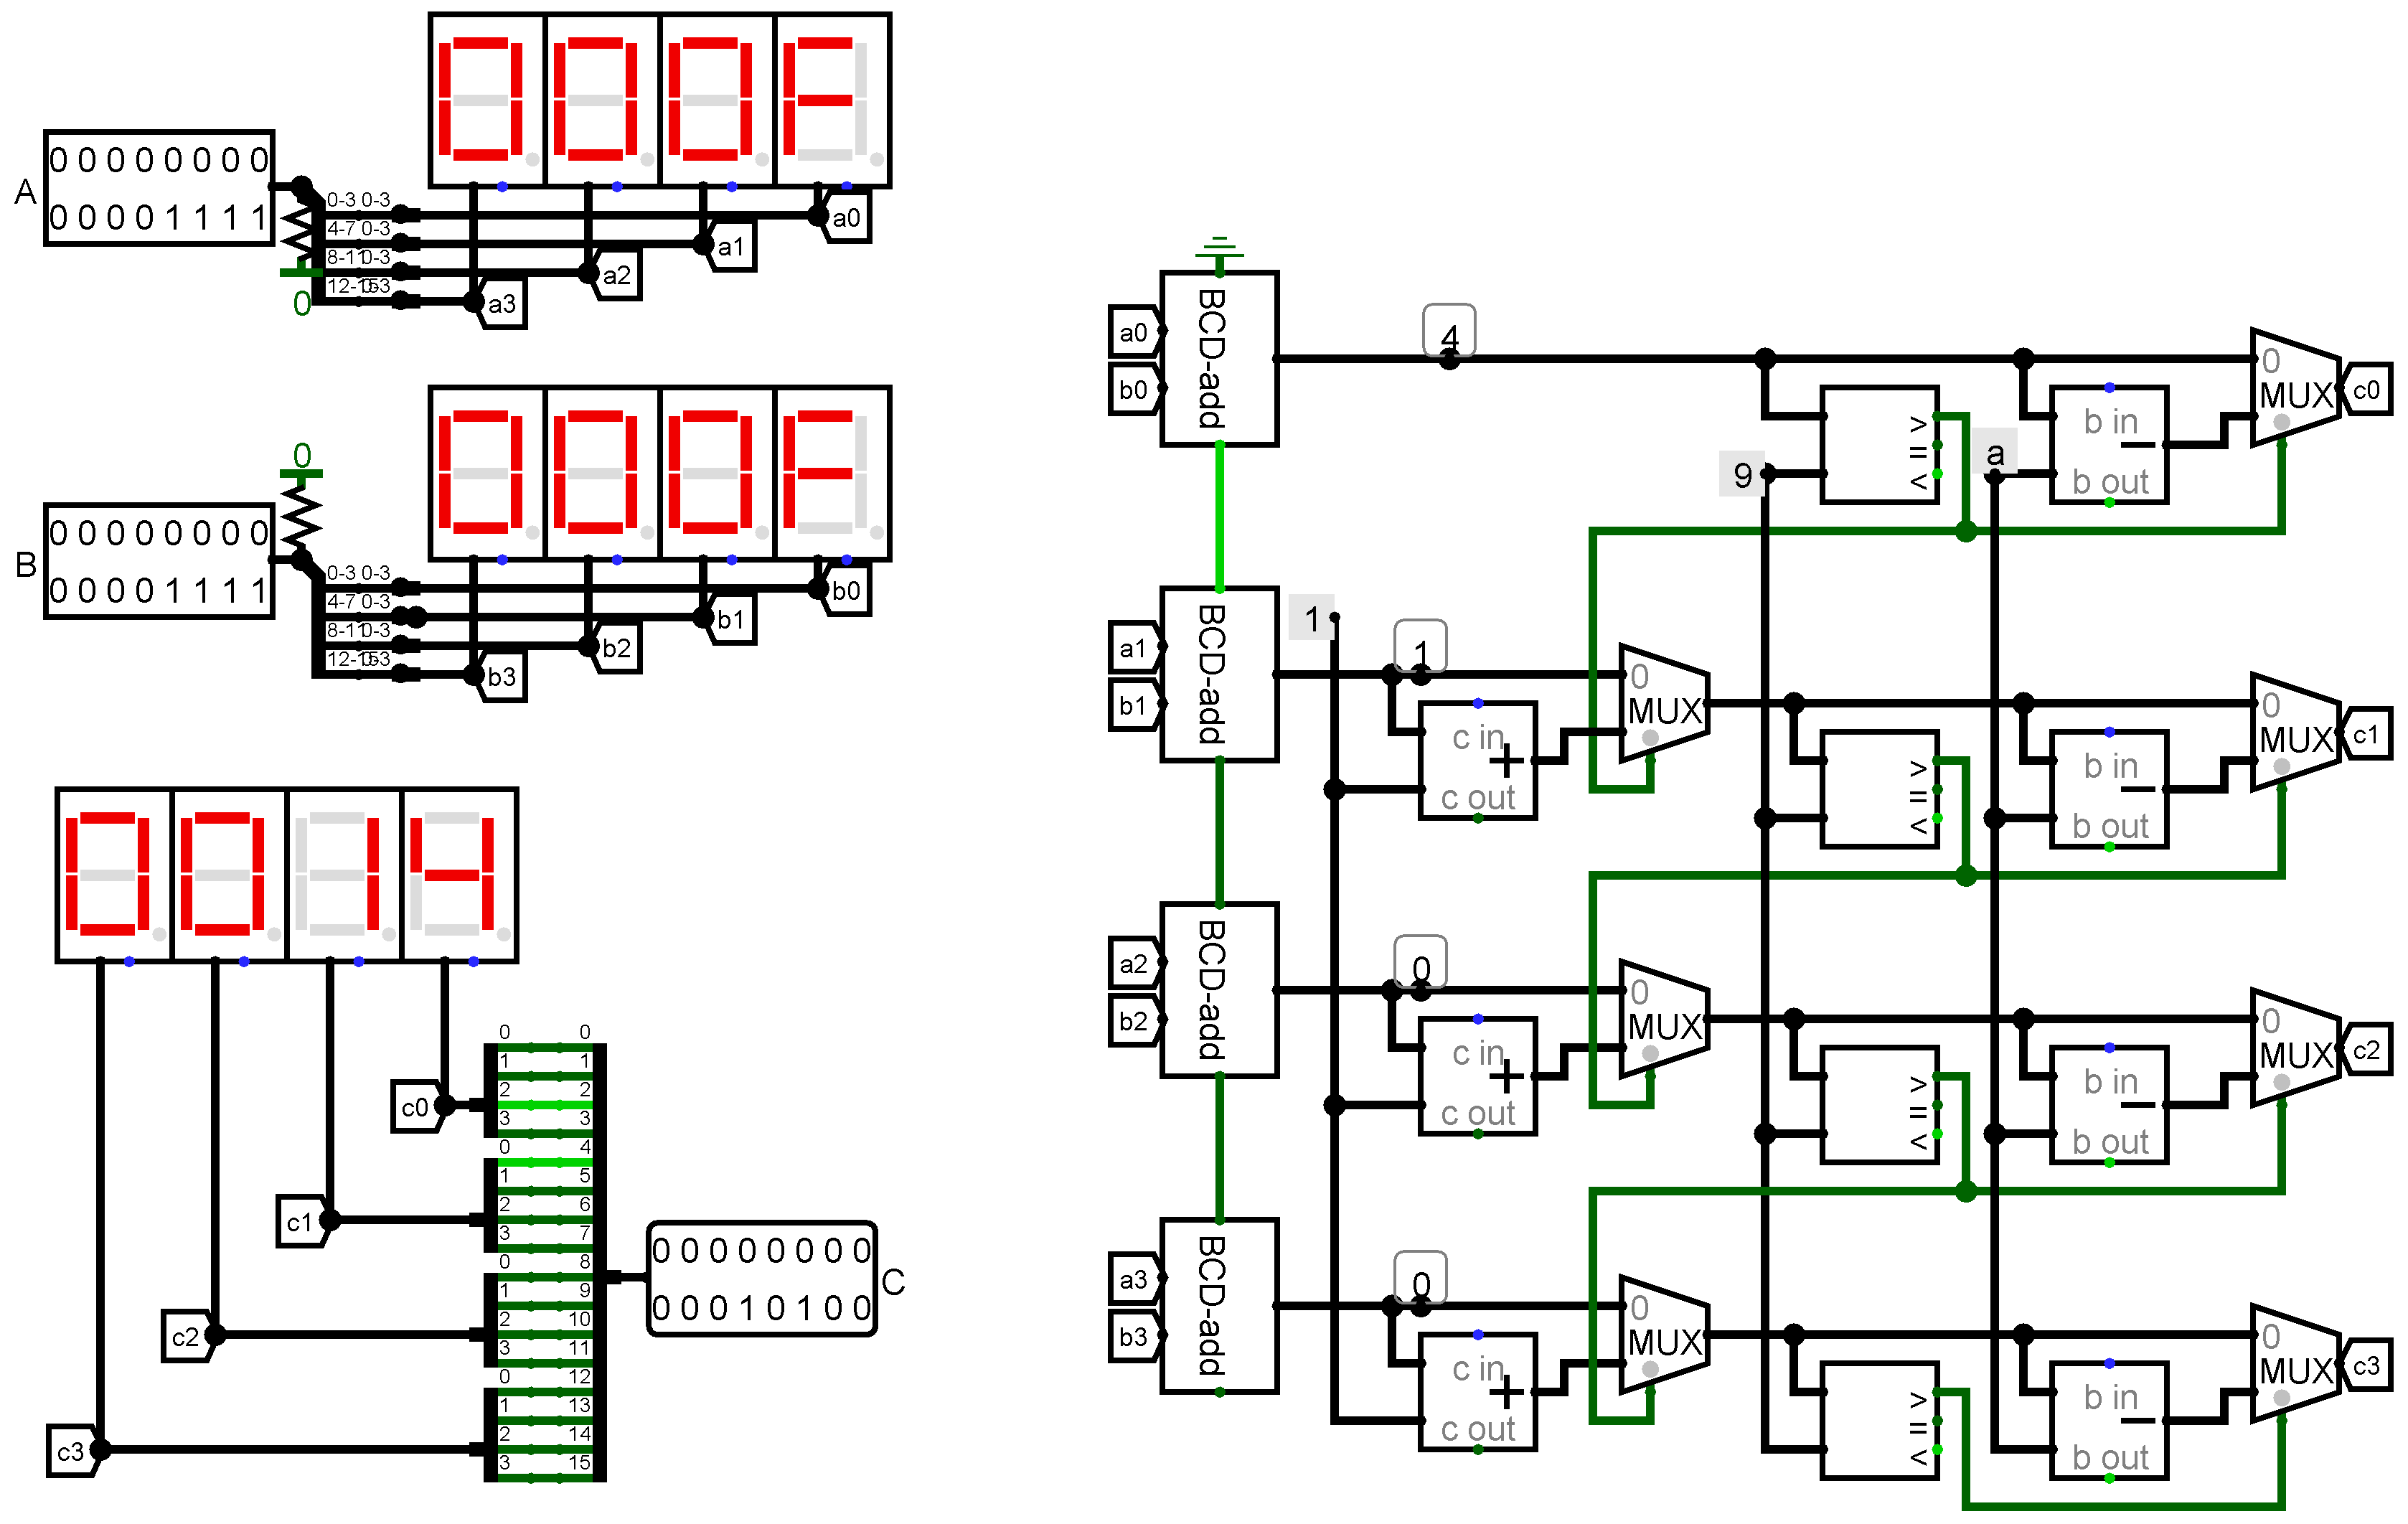 A
0 0 0 0 0 0 0 0
0 0 0 0 1 1 1 1
0-3 0-3
4-7 0-3
8-11 0-3
12-15 0-3
0
a0
a1
a2
a3
0
B
0 0 0 0 0 0 0 0
0 0 0 0 1 1 1 1
0-3 0-3
4-7 0-3
8-11 0-3
12-15 0-3
b0
b1
b2
b3
0 0 1 4
c0
c1
c2
c3
0 0
1 1
2 2
3 3
0 4
1 5
2 6
3 7
0 8
1 9
2 10
3 11
0 12
1 13
2 14
3 15
0 0 0 0 0 0 0 0
0 0 0 1 0 1 0 0
C
a0
b0
BCD-add
4
9
>
=
<
a
b in
b out
0
MUX
c0
a1
b1
BCD-add
1
1
c in
+
c out
0
MUX
>
=
<
b in
b out
0
MUX
c1
a2
b2
BCD-add
0
c in
+
c out
0
MUX
>
=
<
b in
b out
0
MUX
c2
a3
b3
BCD-add
0
c in
+
c out
0
MUX
>
=
<
b in
b out
0
MUX
c3